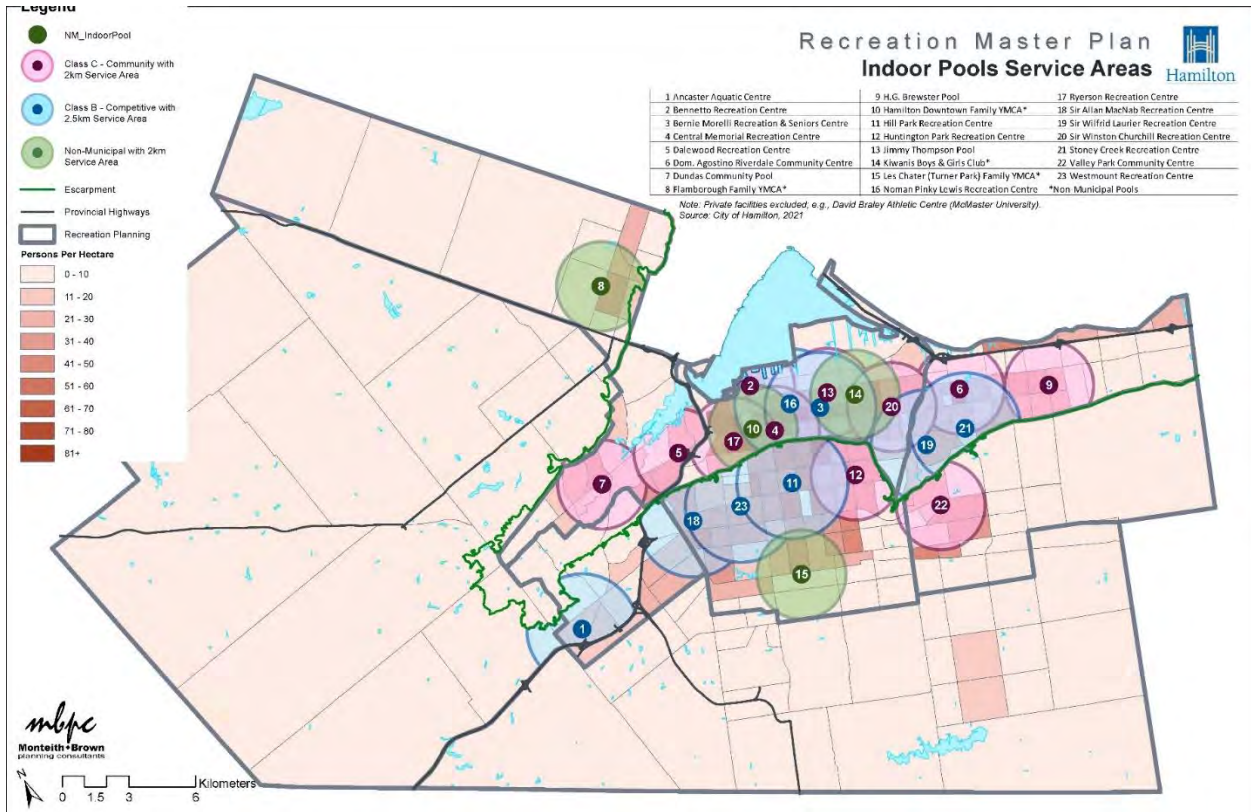 Legend
NM_IndoorPool
Class C - Community with
2km Service Area
Class B - Competitive with
2.5km Service Area
Non-Municipal with 2km
Service Area
Escarpment
Provincial Highways
Recreation Planning
Persons Per Hectare
0 - 10
11 - 20
21 - 30
31 - 40
41 - 50
51 - 60
61 - 70
71 - 80
81+
Recreation Master Plan
Indoor Pools Service Areas
Hamilton
1 Ancaster Aquatic Centre
2 Bennetto Recreation Centre
3 Bernie Morelli Recreation & Seniors Centre
4 Central Memorial Recreation Centre
5 Dalewood Recreation Centre
6 Dom. Agostino Riverdale Community Centre
7 Dundas Community Pool
8 Flamborough Family YMCA*
9 H.G. Brewster Pool
10 Hamilton Downtown Family YMCA*
11 Hill Park Recreation Centre
12 Huntington Park Recreation Centre
13 Jimmy Thompson Pool
14 Kiwanis Boys & Girls Club*
15 Les Chater (Turner Park) Family YMCA*
16 Noman Pinky Lewis Recreation Centre
17 Ryerson Recreation Centre
18 Sir Allan MacNab Recreation Centre
19 Sir Wilfrid Laurier Recreation Centre
20 Sir Winston Churchill Recreation Centre
21 Stoney Creek Recreation Centre
22 Valley Park Community Centre
23 Westmount Recreation Centre
*Non-Municipal Pools
Note: Private facilities excluded; e.g., David Braley Athletic Centre (McMaster University).
Source: City of Hamilton, 2021
8
2
16
13
3
14
20
6
9
10
4
17
5
21
19
7
11
12
23
18
22
15
1
mbpc
Monteith+Brown
planning consultants
N
Kilometers
0 1.5 3 6